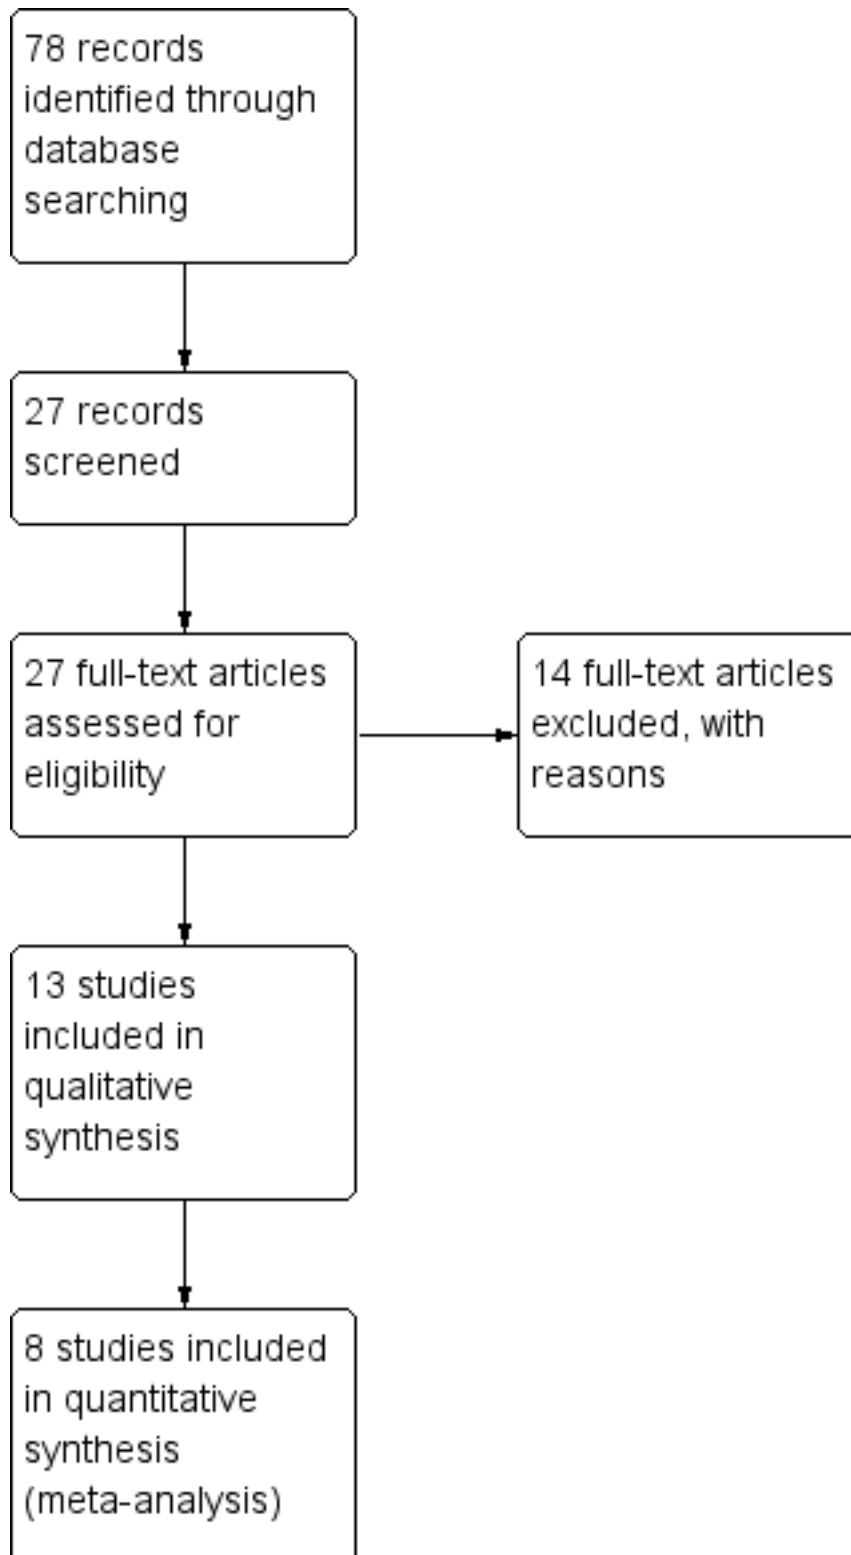 78 records
identified through
database
searching
27 records
screened
27 full-text articles
assessed for
eligibility
14 full-text articles
excluded, with
reasons
13 studies
included in
qualitative
synthesis
8 studies included
in quantitative
synthesis
(meta-analysis)